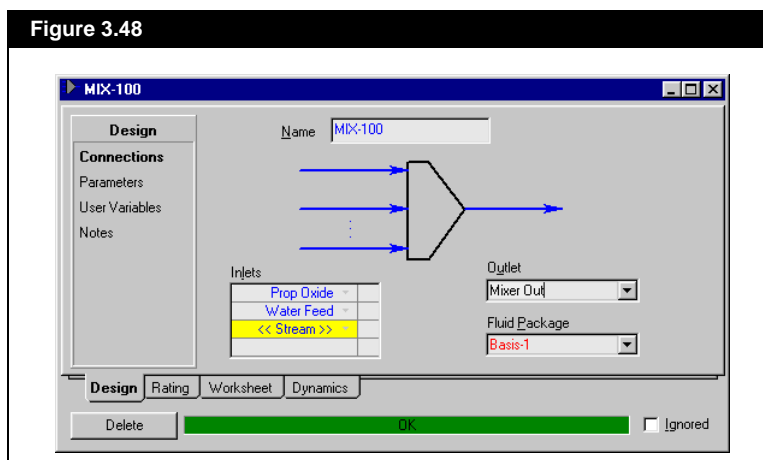 Figure 3.48
MIX-100
Design
Connections
Parameters
User Variables
Notes
Name MIX-100
Inlets
Prop Oxide
Water Feed
<< Stream >>
Outlet
Mixer Out
Fluid Package
Basis-1
Design Rating Worksheet Dynamics
Delete OK Ignored